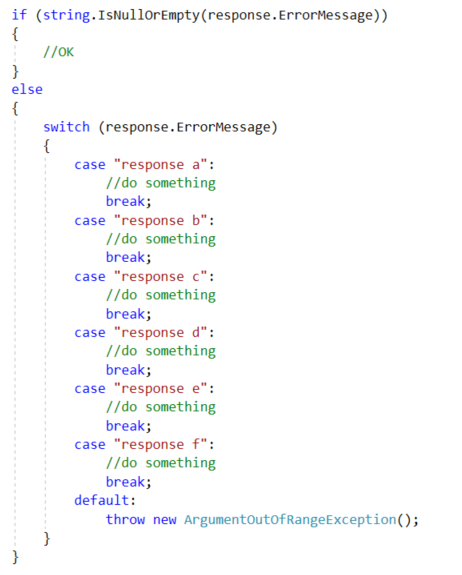 if (string.IsNullOrEmpty(response.ErrorMessage))
{
    //OK
}
else
{
    switch (response.ErrorMessage)
    {
        case "response a":
            //do something
            break;
        case "response b":
            //do something
            break;
        case "response c":
            //do something
            break;
        case "response d":
            //do something
            break;
        case "response e":
            //do something
            break;
        case "response f":
            //do something
            break;
        default:
            throw new ArgumentOutOfRangeException();
    }
}